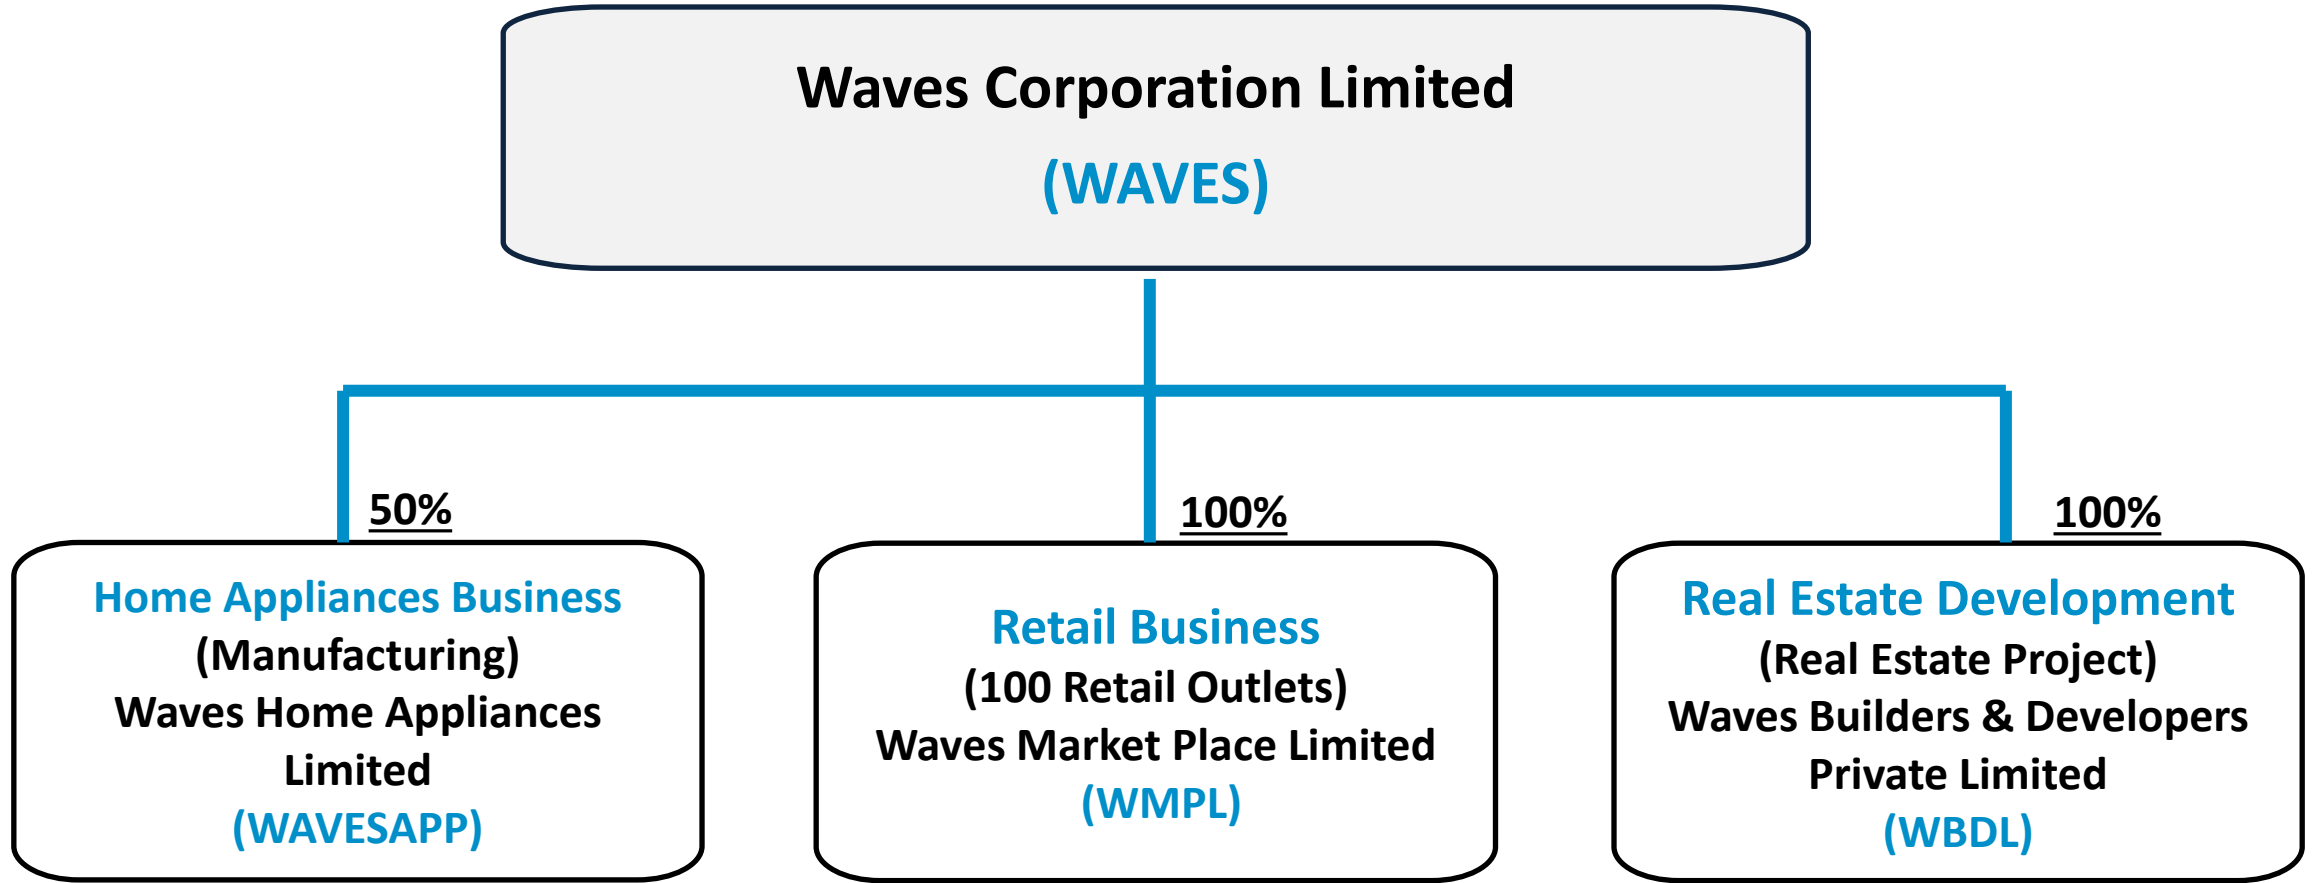 Waves Corporation Limited
(WAVES)
50%
100%
100%
Home Appliances Business
(Manufacturing)
Waves Home Appliances
Limited
(WAVESAPP)
Retail Business
(100 Retail Outlets)
Waves Market Place Limited
(WMPL)
Real Estate Development
(Real Estate Project)
Waves Builders & Developers
Private Limited
(WBDL)